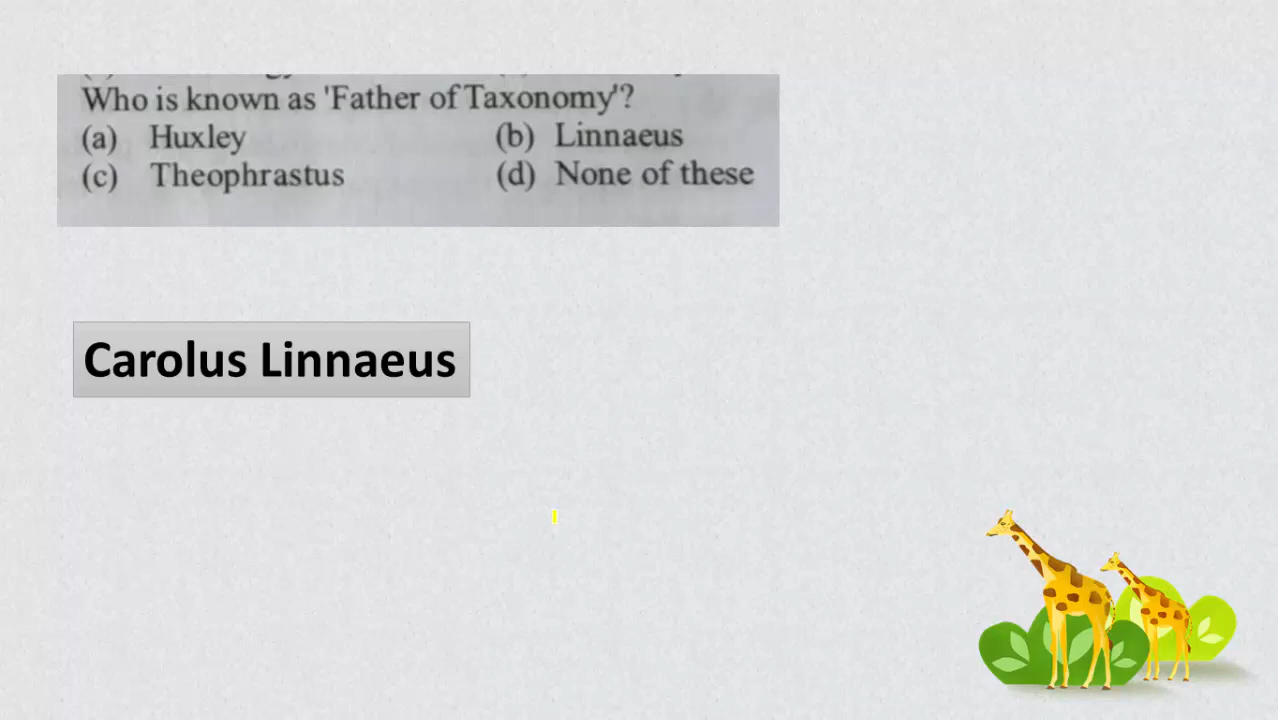 Who is known as 'Father of Taxonomy'?
(a) Huxley (b) Linnaeus
(c) Theophrastus (d) None of these
Carolus Linnaeus